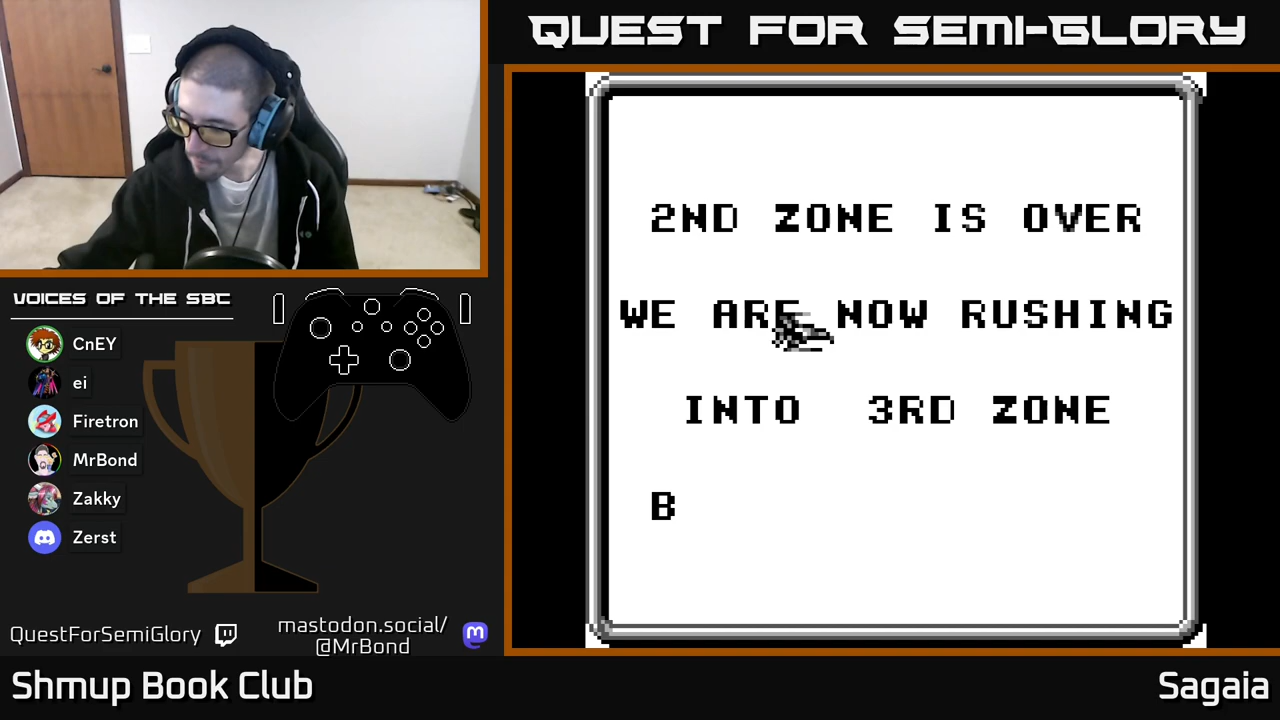 QUEST FOR SEMI-GLORY
2ND ZONE IS OVER
WE ARE NOW RUSHING
INTO 3RD ZONE
B
VOICES OF THE SBC
CnEY
ei
Firetron
MrBond
Zakky
Zerst
QuestForSemiGlory
mastodon.social/
@MrBond
Shmup Book Club
Sagaia